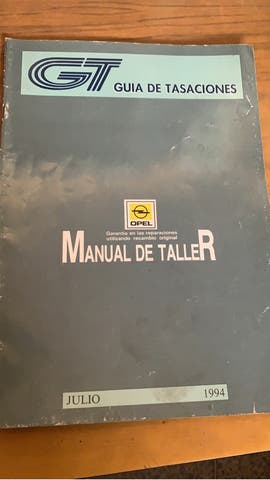 GT GUIA DE TASACIONES
OPEL
Garantía en las reparaciones
utilizando recambio original
MANUAL DE TALLER
JULIO 1994